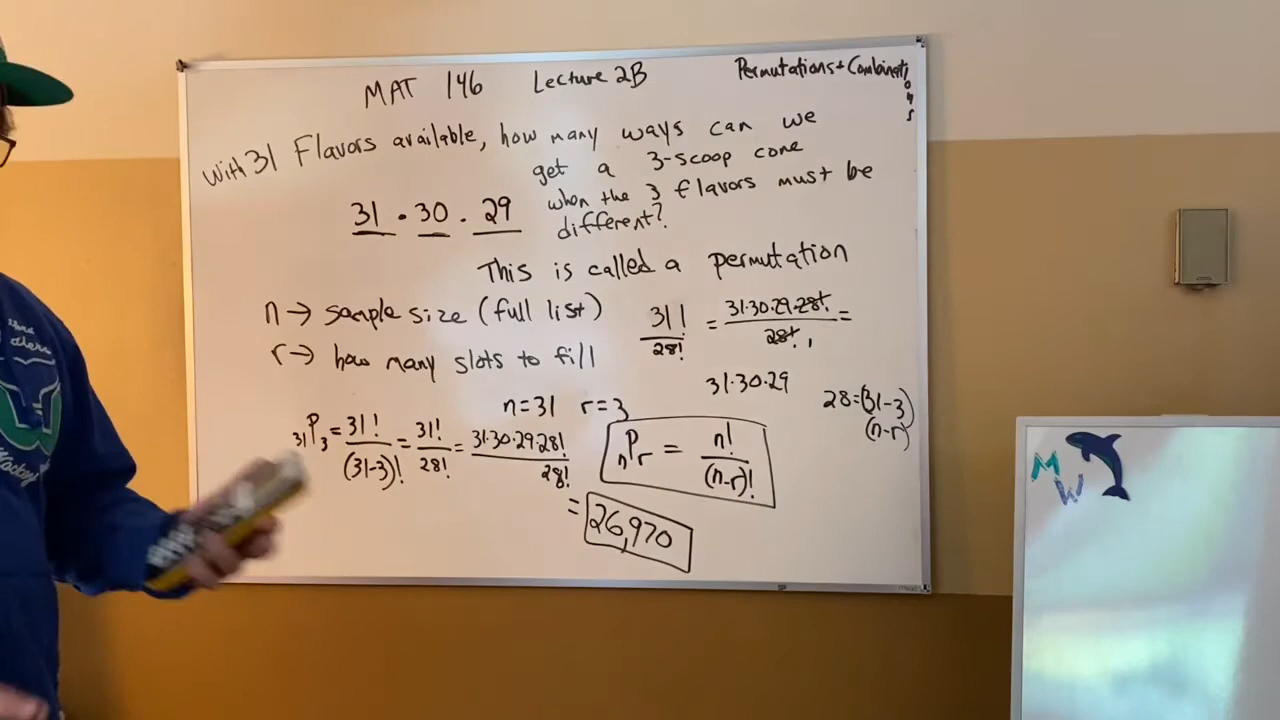 MAT 146 Lecture 2B Permutations + Combinations
With 31 Flavors available, how many ways can we
get a 3-scoop cone
when the 3 flavors must be
different?
31 · 30 · 29
This is called a permutation
n → sample size (full list)
r → how many slots to fill
31!/28! = 31·30·29·28!/28! =
31·30·29
28=(31-3)
(n-r)
n=31 r=3
31P3 = 31!/(31-3)! = 31!/28! = 31·30·29·28!/28!
= 26,970
nPr = n!/(n-r)!
M
W
Hockey